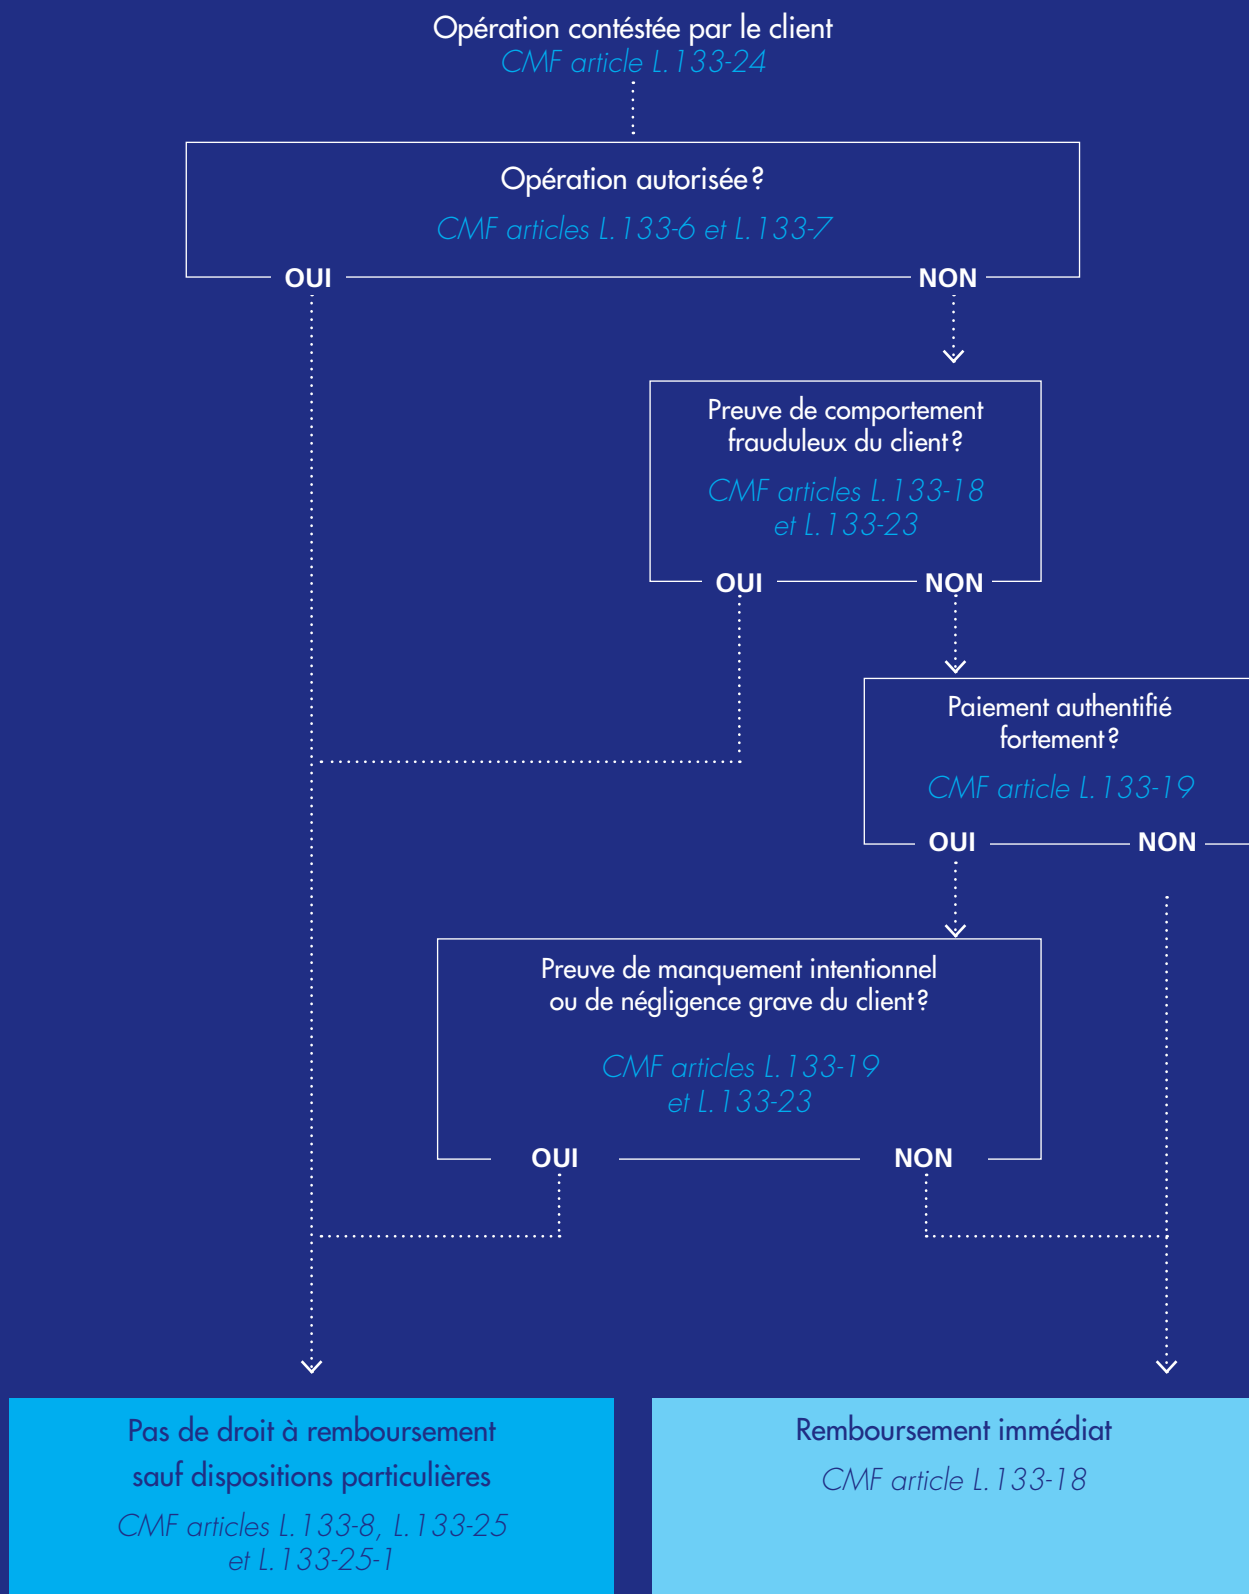 Opération contéstée par le client
CMF article L.133-24
Opération autorisée ?
CMF articles L.133-6 et L.133-7
OUI
NON
Preuve de comportement
frauduleux du client ?
CMF articles L.133-18
et L.133-23
OUI
NON
Paiement authentifié
fortement ?
CMF article L.133-19
OUI
NON
Preuve de manquement intentionnel
ou de négligence grave du client ?
CMF articles L.133-19
et L.133-23
OUI
NON
Pas de droit à remboursement
sauf dispositions particulières
CMF articles L.133-8, L.133-25
et L.133-25-1
Remboursement immédiat
CMF article L.133-18